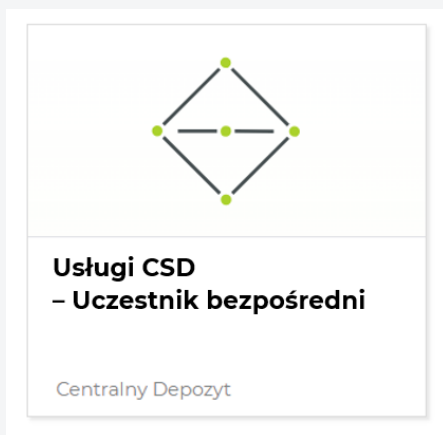 Usługi CSD
– Uczestnik bezpośredni
Centralny Depozyt